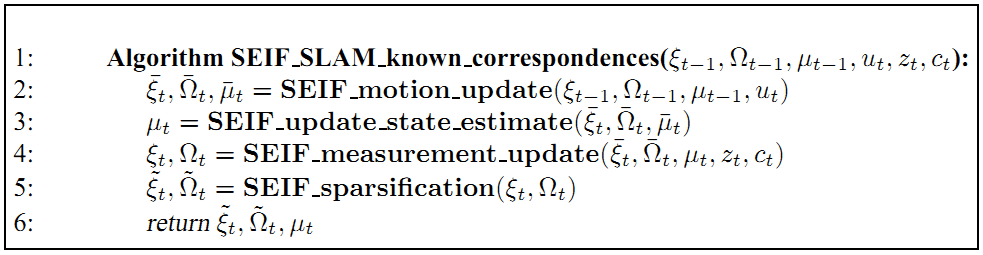 1: Algorithm SEIF_SLAM_known_correspondences(ξ_{t−1}, Ω_{t−1}, μ_{t−1}, u_t, z_t, c_t):
2: ξ̄_t, Ω̄_t, μ̄_t = SEIF_motion_update(ξ_{t−1}, Ω_{t−1}, μ_{t−1}, u_t)
3: μ_t = SEIF_update_state_estimate(ξ̄_t, Ω̄_t, μ̄_t)
4: ξ_t, Ω_t = SEIF_measurement_update(ξ̄_t, Ω̄_t, μ_t, z_t, c_t)
5: ξ̃_t, Ω̃_t = SEIF_sparsification(ξ_t, Ω_t)
6: return ξ̃_t, Ω̃_t, μ_t